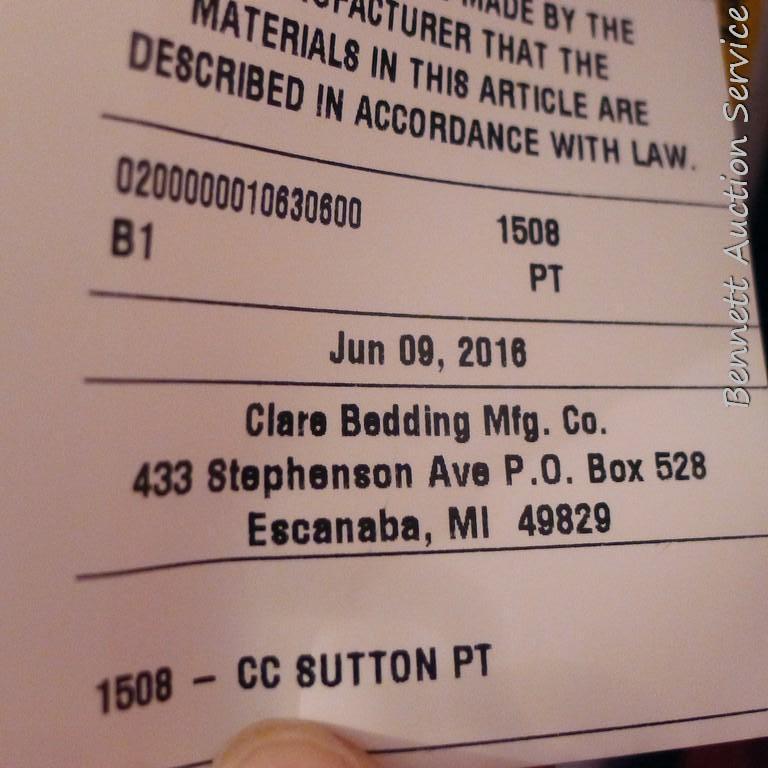 MADE BY THE
THAT THE
MATERIALS IN THIS ARTICLE ARE
DESCRIBED IN ACCORDANCE WITH LAW.
0200000010630600 1508
B1 PT
Jun 09, 2016
Clare Bedding Mfg. Co.
433 Stephenson Ave P.O. Box 528
Escanaba, MI 49829
1508 - CC SUTTON PT
Bennett Auction Service